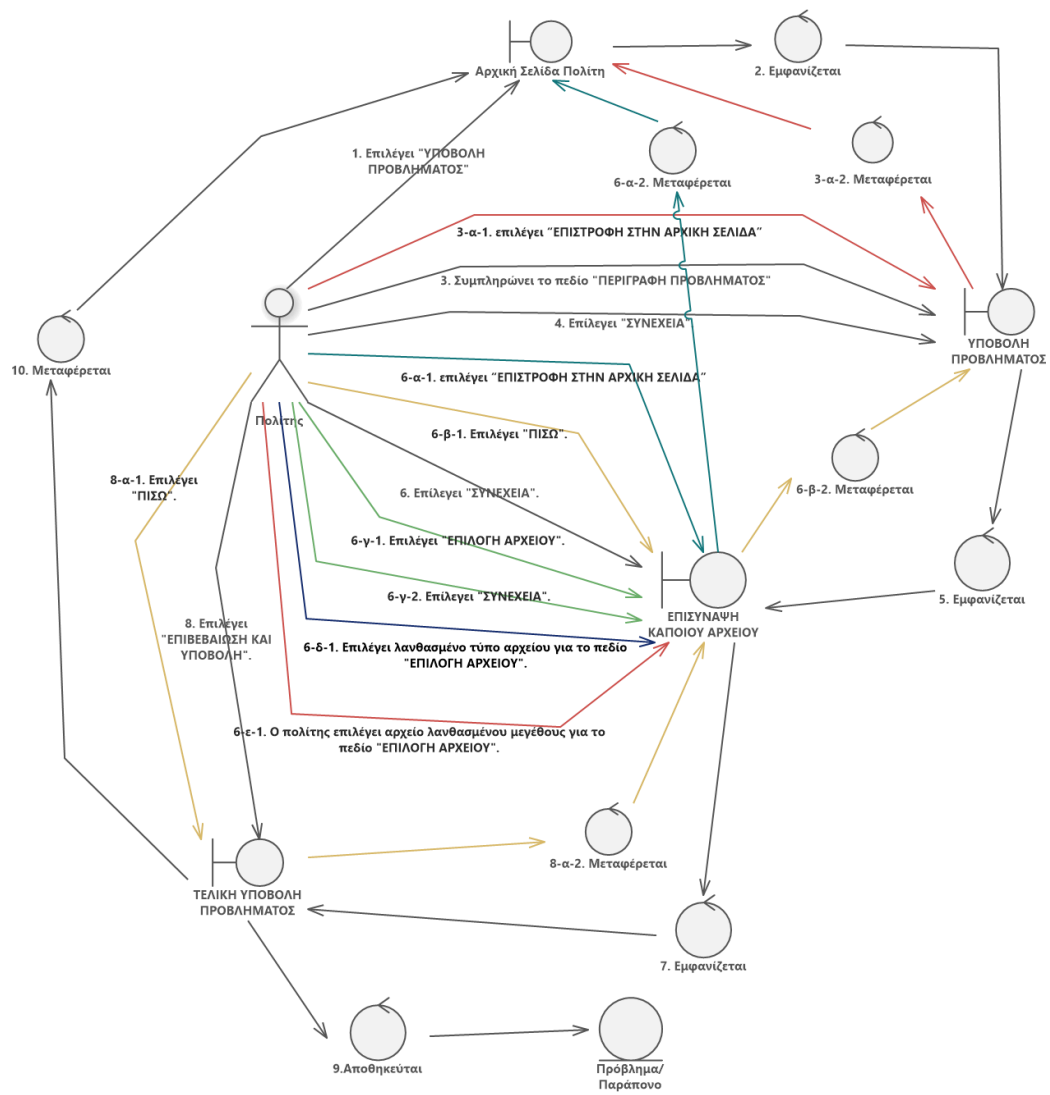 Αρχική Σελίδα Πολίτη
2. Εμφανίζεται
1. Επιλέγει "ΥΠΟΒΟΛΗ
ΠΡΟΒΛΗΜΑΤΟΣ"
6-α-2. Μεταφέρεται
3-α-2. Μεταφέρεται
3-α-1. επιλέγει “ΕΠΙΣΤΡΟΦΗ ΣΤΗΝ ΑΡΧΙΚΗ ΣΕΛΙΔΑ”
3. Συμπληρώνει το πεδίο "ΠΕΡΙΓΡΑΦΗ ΠΡΟΒΛΗΜΑΤΟΣ"
4. Επίλεγει "ΣΥΝΕΧΕΙΑ"
ΥΠΟΒΟΛΗ
ΠΡΟΒΛΗΜΑΤΟΣ
10. Μεταφέρεται
6-α-1. επιλέγει “ΕΠΙΣΤΡΟΦΗ ΣΤΗΝ ΑΡΧΙΚΗ ΣΕΛΙΔΑ”
Πολίτης
6-β-1. Επιλέγει "ΠΙΣΩ".
8-α-1. Επιλέγει
"ΠΙΣΩ".
6. Επίλεγει "ΣΥΝΕΧΕΙΑ".
6-β-2. Μεταφέρεται
6-γ-1. Επιλέγει "ΕΠΙΛΟΓΗ ΑΡΧΕΙΟΥ".
6-γ-2. Επίλεγει "ΣΥΝΕΧΕΙΑ".
5. Εμφανίζεται
ΕΠΙΣΥΝΑΨΗ
ΚΑΠΟΙΟΥ ΑΡΧΕΙΟΥ
8. Επιλέγει
"ΕΠΙΒΕΒΑΙΩΣΗ ΚΑΙ
ΥΠΟΒΟΛΗ".
6-δ-1. Επιλέγει λανθασμένο τύπο αρχείου για το πεδίο
"ΕΠΙΛΟΓΗ ΑΡΧΕΙΟΥ".
6-ε-1. Ο πολίτης επιλέγει αρχείο λανθασμένου μεγέθους για το
πεδίο "ΕΠΙΛΟΓΗ ΑΡΧΕΙΟΥ".
8-α-2. Μεταφέρεται
ΤΕΛΙΚΗ ΥΠΟΒΟΛΗ
ΠΡΟΒΛΗΜΑΤΟΣ
7. Εμφανίζεται
9.Αποθηκεύται
Πρόβλημα/
Παράπονο